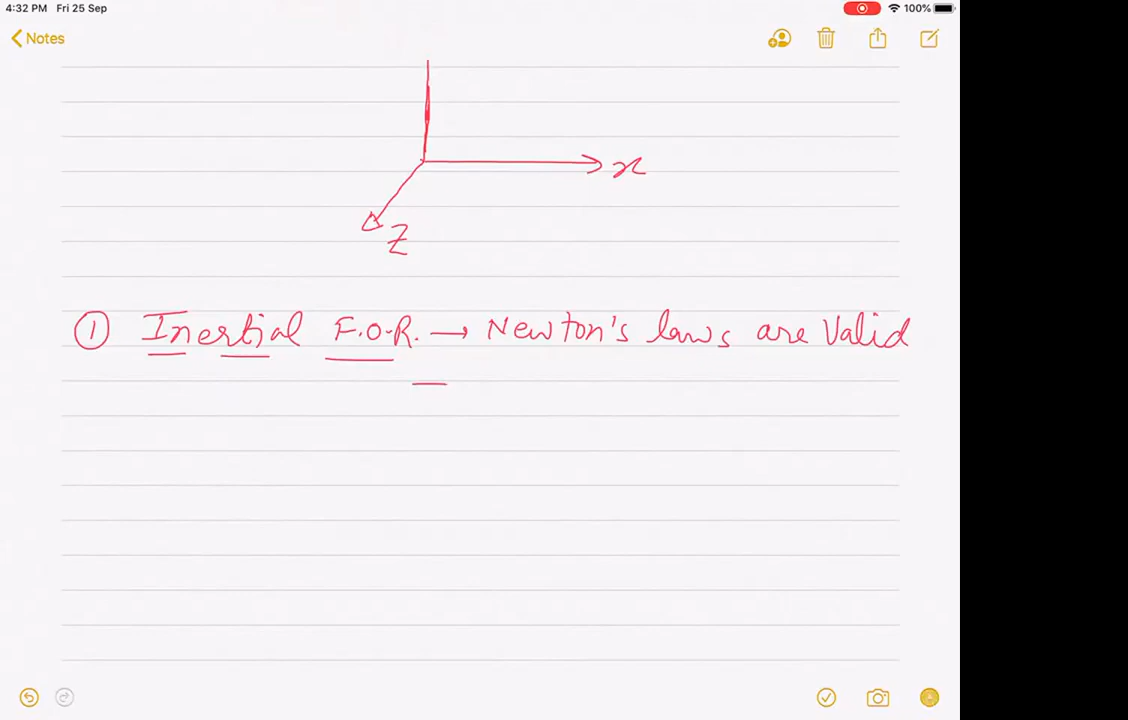 4:32 PM Fri 25 Sep
100%
Notes
x
Z
① Inertial F.O.R. → Newton's laws are Valid